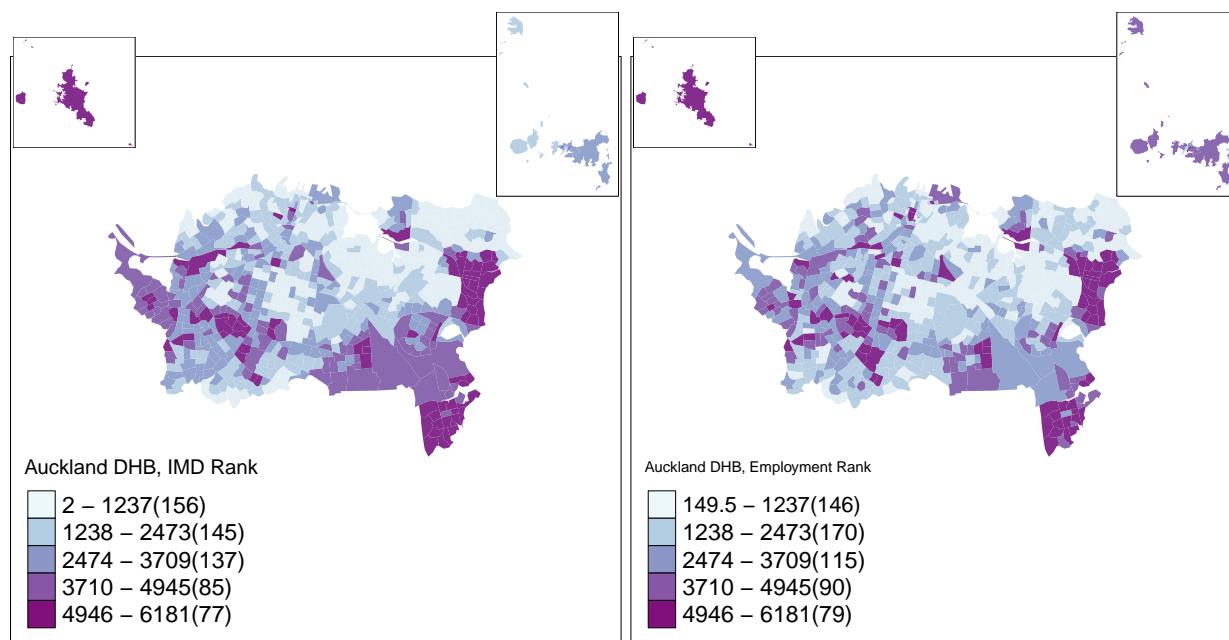 Auckland DHB, IMD Rank
2 – 1237(156)
1238 – 2473(145)
2474 – 3709(137)
3710 – 4945(85)
4946 – 6181(77)
Auckland DHB, Employment Rank
149.5 – 1237(146)
1238 – 2473(170)
2474 – 3709(115)
3710 – 4945(90)
4946 – 6181(79)